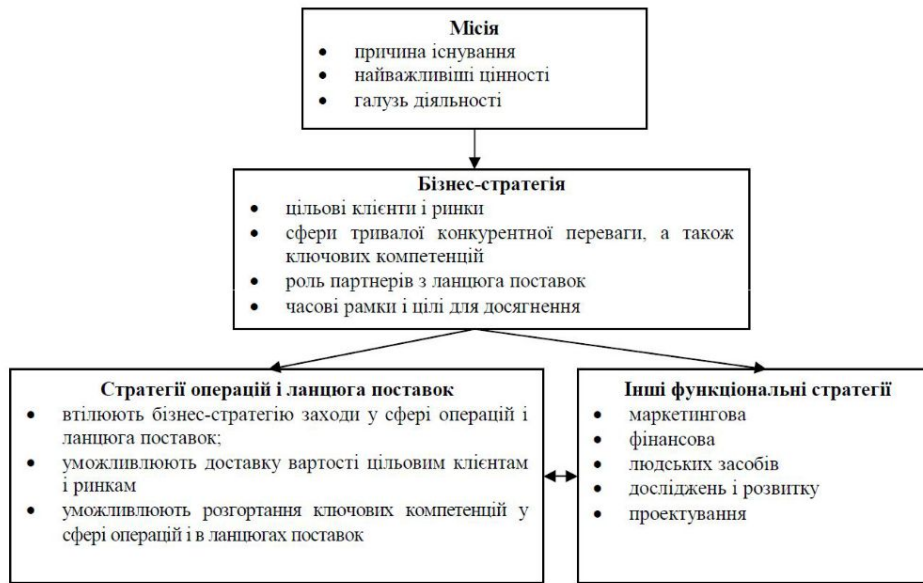 Місія
• причина існування
• найважливіші цінності
• галузь діяльності
Бізнес-стратегія
• цільові клієнти і ринки
• сфери тривалої конкурентної переваги, а також
ключових компетенцій
• роль партнерів з ланцюга поставок
• часові рамки і цілі для досягнення
Стратегії операцій і ланцюга поставок
• втілюють бізнес-стратегію заходи у сфері операцій і
ланцюга поставок;
• уможливлюють доставку вартості цільовим клієнтам
і ринкам
• уможливлюють розгортання ключових компетенцій у
сфері операцій і в ланцюгах поставок
Інші функціональні стратегії
• маркетингова
• фінансова
• людських засобів
• досліджень і розвитку
• проектування